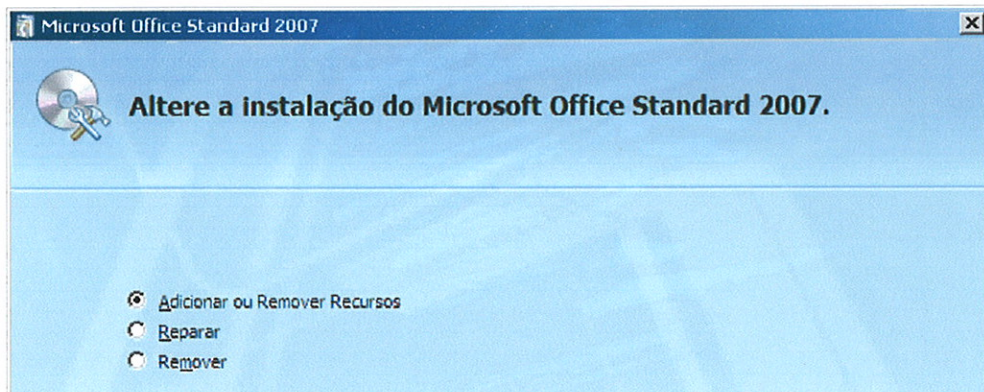 Microsoft Office Standard 2007
Altere a instalação do Microsoft Office Standard 2007.
Adicionar ou Remover Recursos
Reparar
Remover